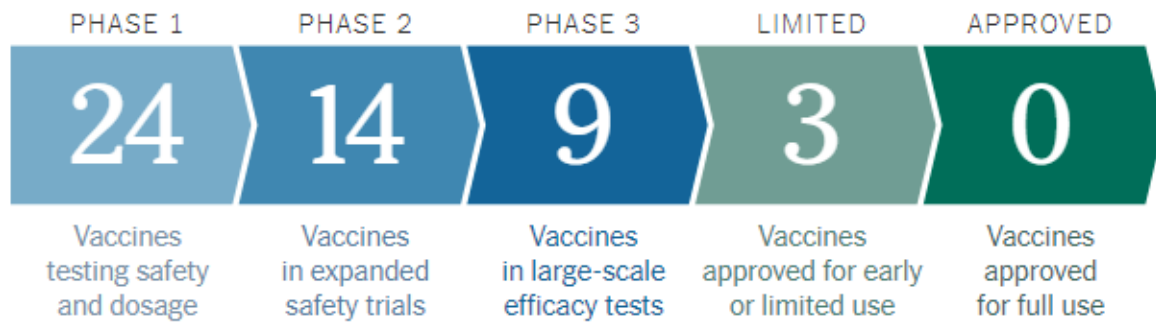 PHASE 1
PHASE 2
PHASE 3
LIMITED
APPROVED
24
14
9
3
0
Vaccines
testing safety
and dosage
Vaccines
in expanded
safety trials
Vaccines
in large-scale
efficacy tests
Vaccines
approved for early
or limited use
Vaccines
approved
for full use